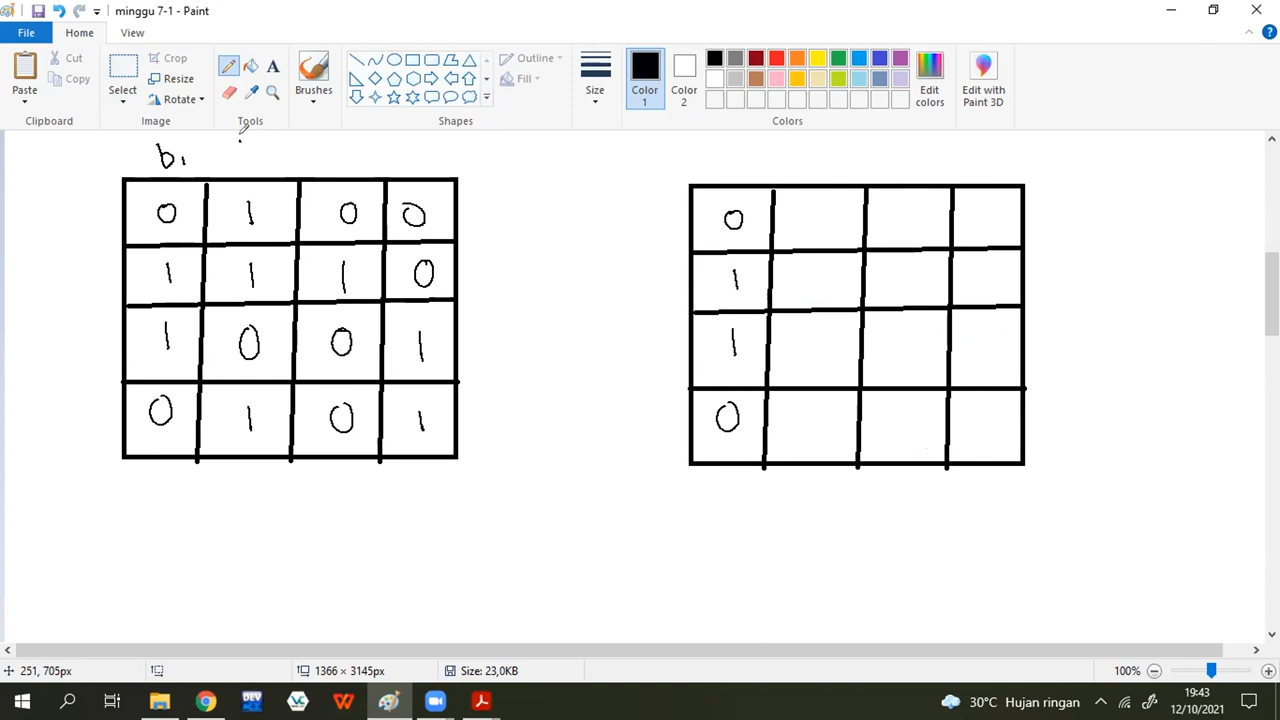 minggu 7-1 - Paint
File Home View
Paste Cut Copy Select Crop Resize Rotate A Brushes Outline Fill Size Color 1 Color 2 Edit colors Edit with Paint 3D
Clipboard Image Tools Shapes Colors
b1
0 1 0 0
1 1 1 0
1 0 0 1
0 1 0 1
0
1
1
0
251, 705px 1366 × 3145px Size: 23,0KB 100%
DEV VC W 30°C Hujan ringan 19:43
12/10/2021